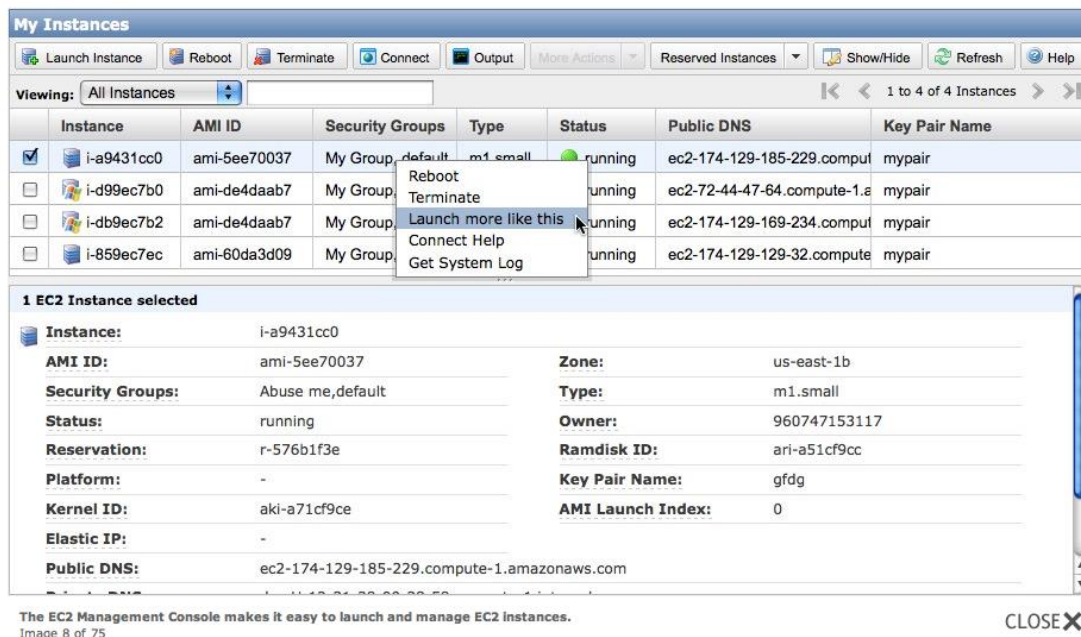 My Instances
Launch Instance Reboot Terminate Connect Output More Actions Reserved Instances Show/Hide Refresh Help
Viewing: All Instances 1 to 4 of 4 Instances
Instance AMI ID Security Groups Type Status Public DNS Key Pair Name
i-a9431cc0 ami-5ee70037 My Group, default m1.small running ec2-174-129-185-229.comput mypair
i-d99ec7b0 ami-de4daab7 My Group, running ec2-72-44-47-64.compute-1.a mypair
i-db9ec7b2 ami-de4daab7 My Group, running ec2-174-129-169-234.comput mypair
i-859ec7ec ami-60da3d09 My Group, running ec2-174-129-129-32.compute mypair
Reboot
Terminate
Launch more like this
Connect Help
Get System Log
1 EC2 Instance selected
Instance: i-a9431cc0
AMI ID: ami-5ee70037 Zone: us-east-1b
Security Groups: Abuse me,default Type: m1.small
Status: running Owner: 960747153117
Reservation: r-576b1f3e Ramdisk ID: ari-a51cf9cc
Platform: - Key Pair Name: gfdg
Kernel ID: aki-a71cf9ce AMI Launch Index: 0
Elastic IP: -
Public DNS: ec2-174-129-185-229.compute-1.amazonaws.com
The EC2 Management Console makes it easy to launch and manage EC2 instances.
Image 8 of 75
CLOSE X